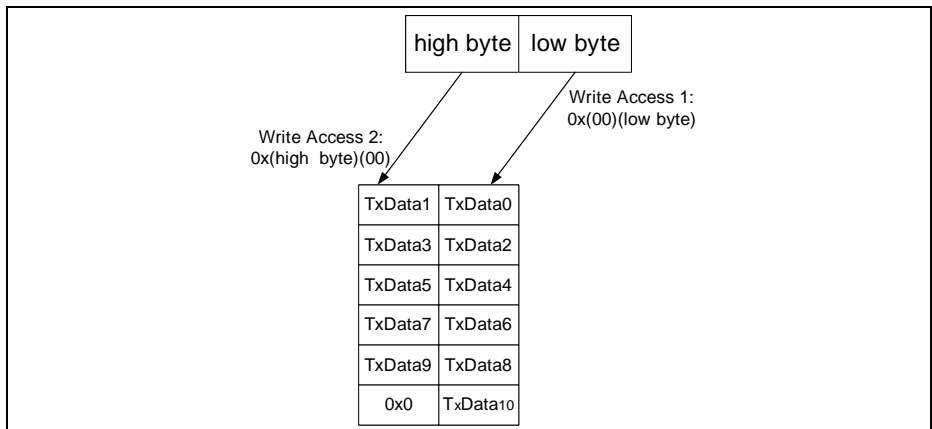 high byte low byte
Write Access 1:
0x(00)(low byte)
Write Access 2:
0x(high byte)(00)
TxData1 TxData0
TxData3 TxData2
TxData5 TxData4
TxData7 TxData6
TxData9 TxData8
0x0 TxData10